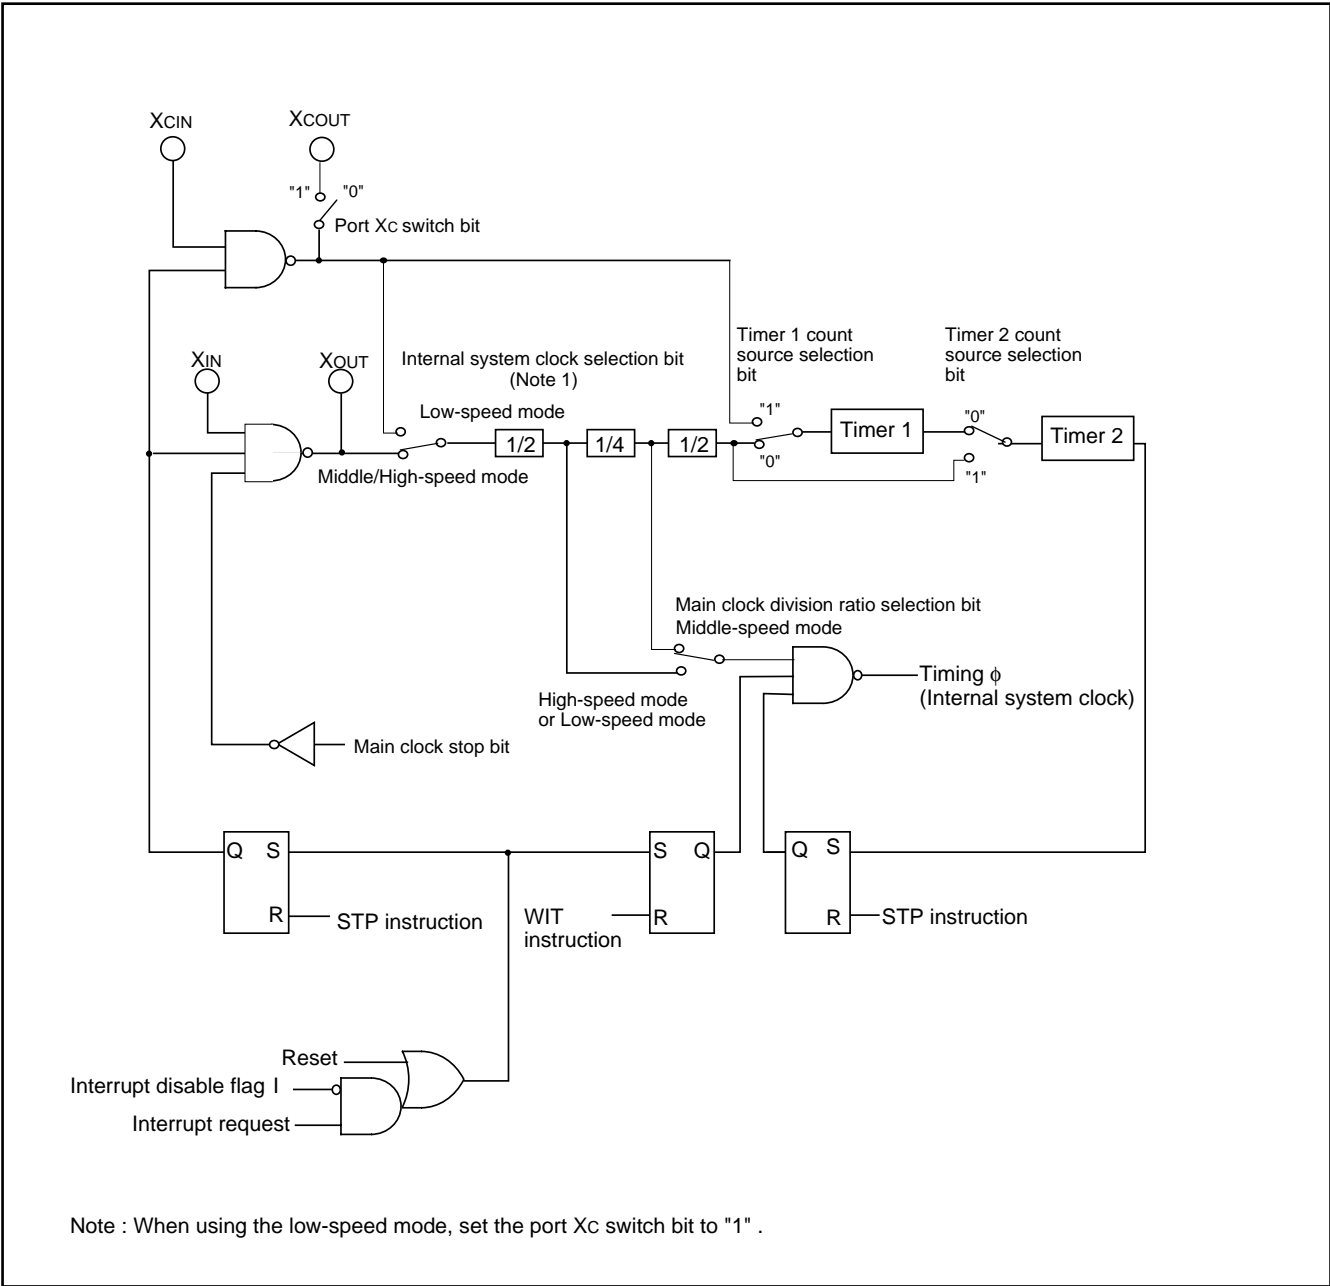 XCIN
XCOUT
"1"
"0"
Port XC switch bit
Timer 1 count
source selection
bit
Timer 2 count
source selection
bit
XIN
XOUT
Internal system clock selection bit
(Note 1)
Low-speed mode
"1"
"0"
1/2
1/4
1/2
Timer 1
Timer 2
"0"
"1"
Middle/High-speed mode
Main clock division ratio selection bit
Middle-speed mode
Timing ϕ
(Internal system clock)
High-speed mode
or Low-speed mode
Main clock stop bit
Q S
R
STP instruction
S Q
R
WIT
instruction
Q S
R
STP instruction
Reset
Interrupt disable flag I
Interrupt request
Note : When using the low-speed mode, set the port XC switch bit to "1" .